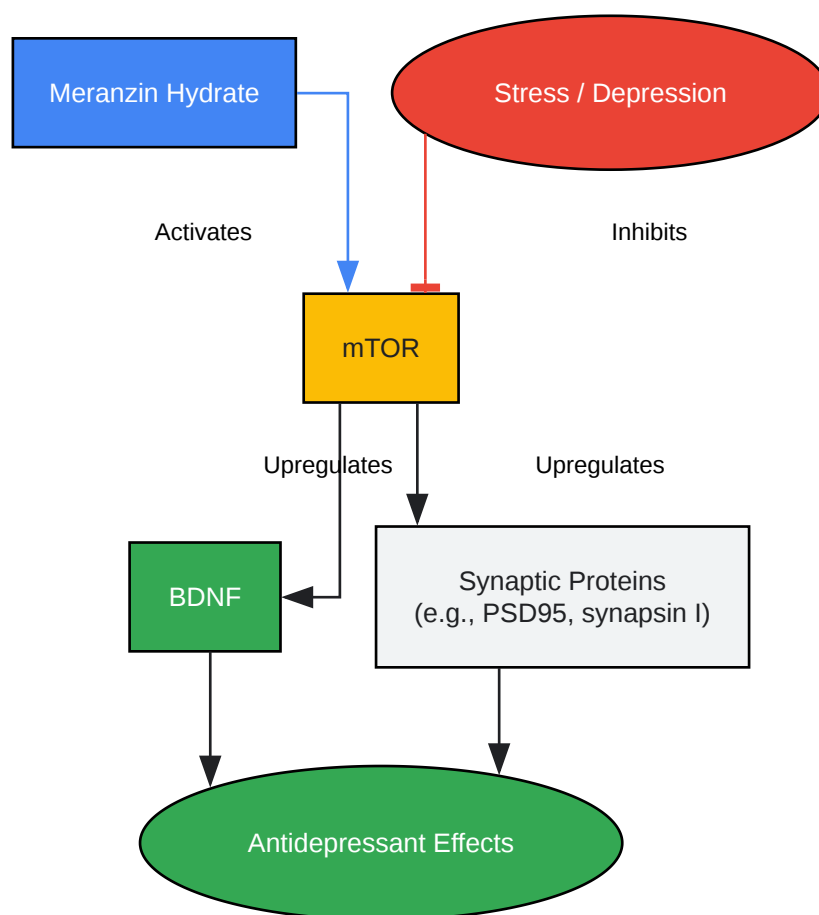 Meranzin Hydrate
Stress / Depression
Activates
Inhibits
mTOR
Upregulates
Upregulates
BDNF
Synaptic Proteins
(e.g., PSD95, synapsin I)
Antidepressant Effects